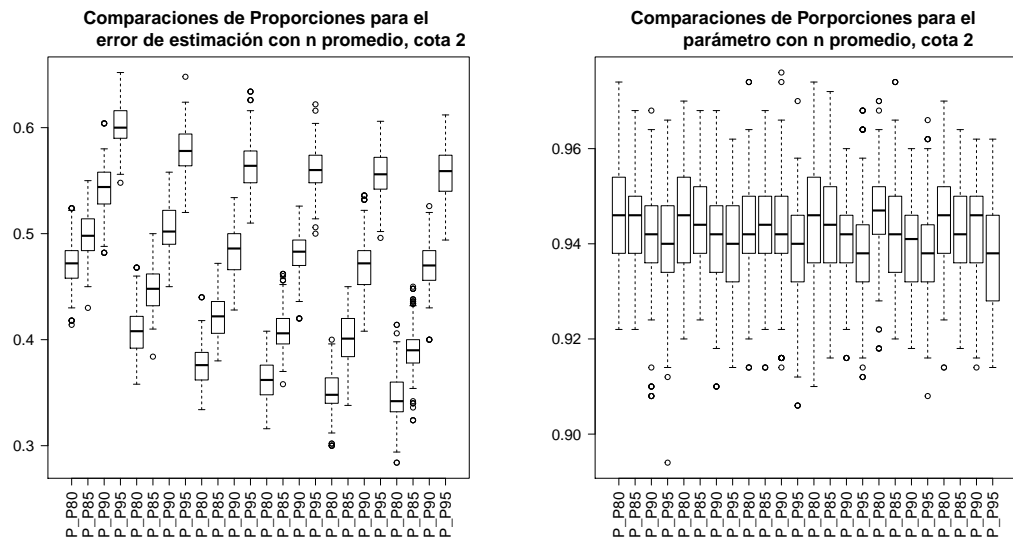 Comparaciones de Proporciones para el
error de estimación con n promedio, cota 2
0.6
0.5
0.4
0.3
P_P80
P_P85
P_P90
P_P95
P_P80
P_P85
P_P90
P_P95
P_P80
P_P85
P_P90
P_P95
P_P80
P_P85
P_P90
P_P95
P_P80
P_P85
P_P90
P_P95
P_P80
P_P85
P_P90
P_P95
Comparaciones de Porporciones para el
parámetro con n promedio, cota 2
0.96
0.94
0.92
0.90
P_P80
P_P85
P_P90
P_P95
P_P80
P_P85
P_P90
P_P95
P_P80
P_P85
P_P90
P_P95
P_P80
P_P85
P_P90
P_P95
P_P80
P_P85
P_P90
P_P95
P_P80
P_P85
P_P90
P_P95